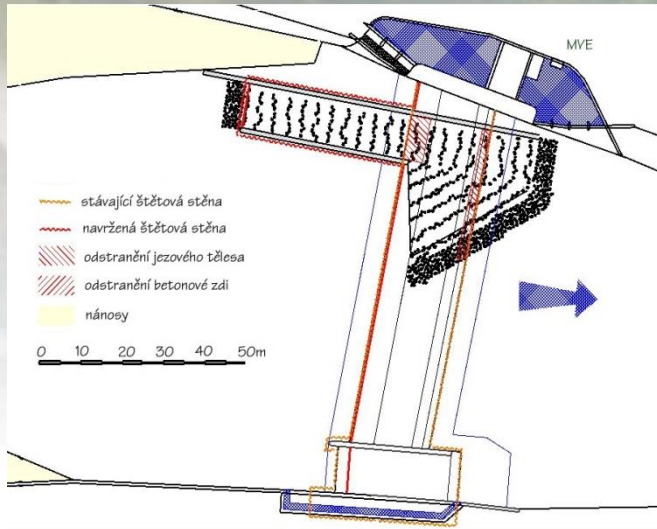 MVE
stávající štětová stěna
navržená štětová stěna
odstranění jezového tělesa
odstranění betonové zdi
nánosy
0 10 20 30 40 50m